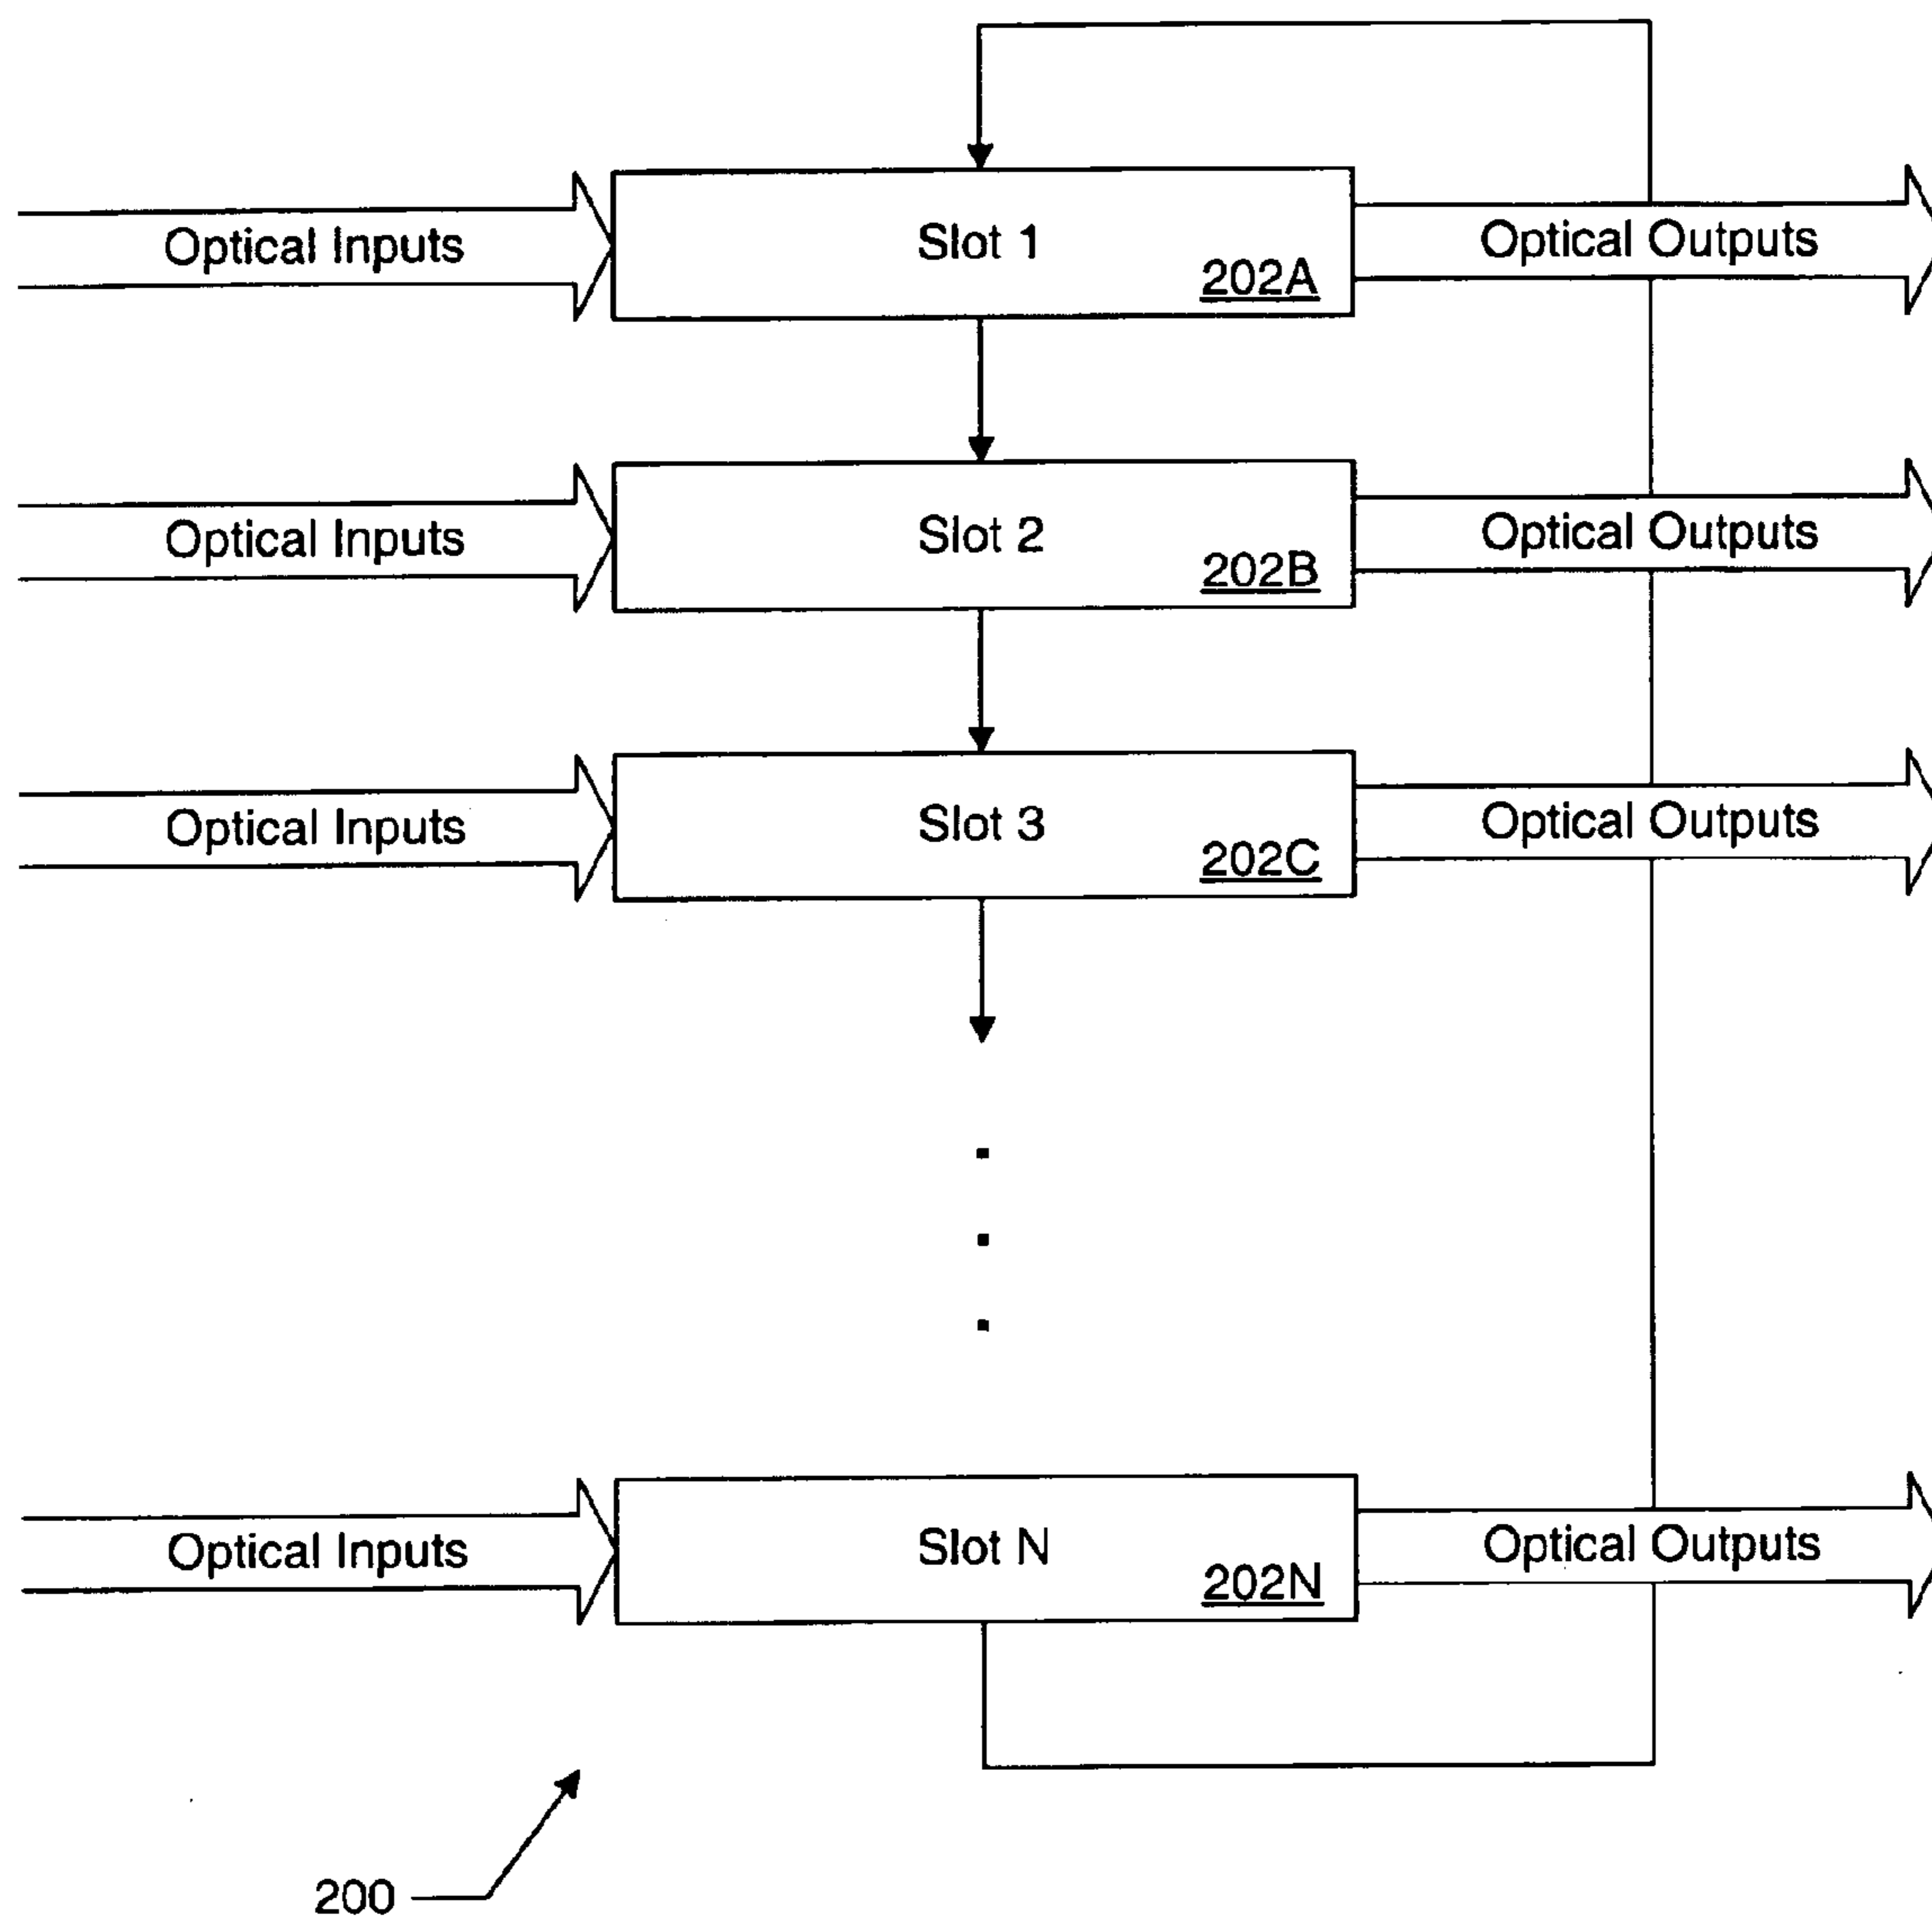 Optical Inputs
Slot 1
202A
Optical Outputs
Optical Inputs
Slot 2
202B
Optical Outputs
Optical Inputs
Slot 3
202C
Optical Outputs
Optical Inputs
Slot N
202N
Optical Outputs
200